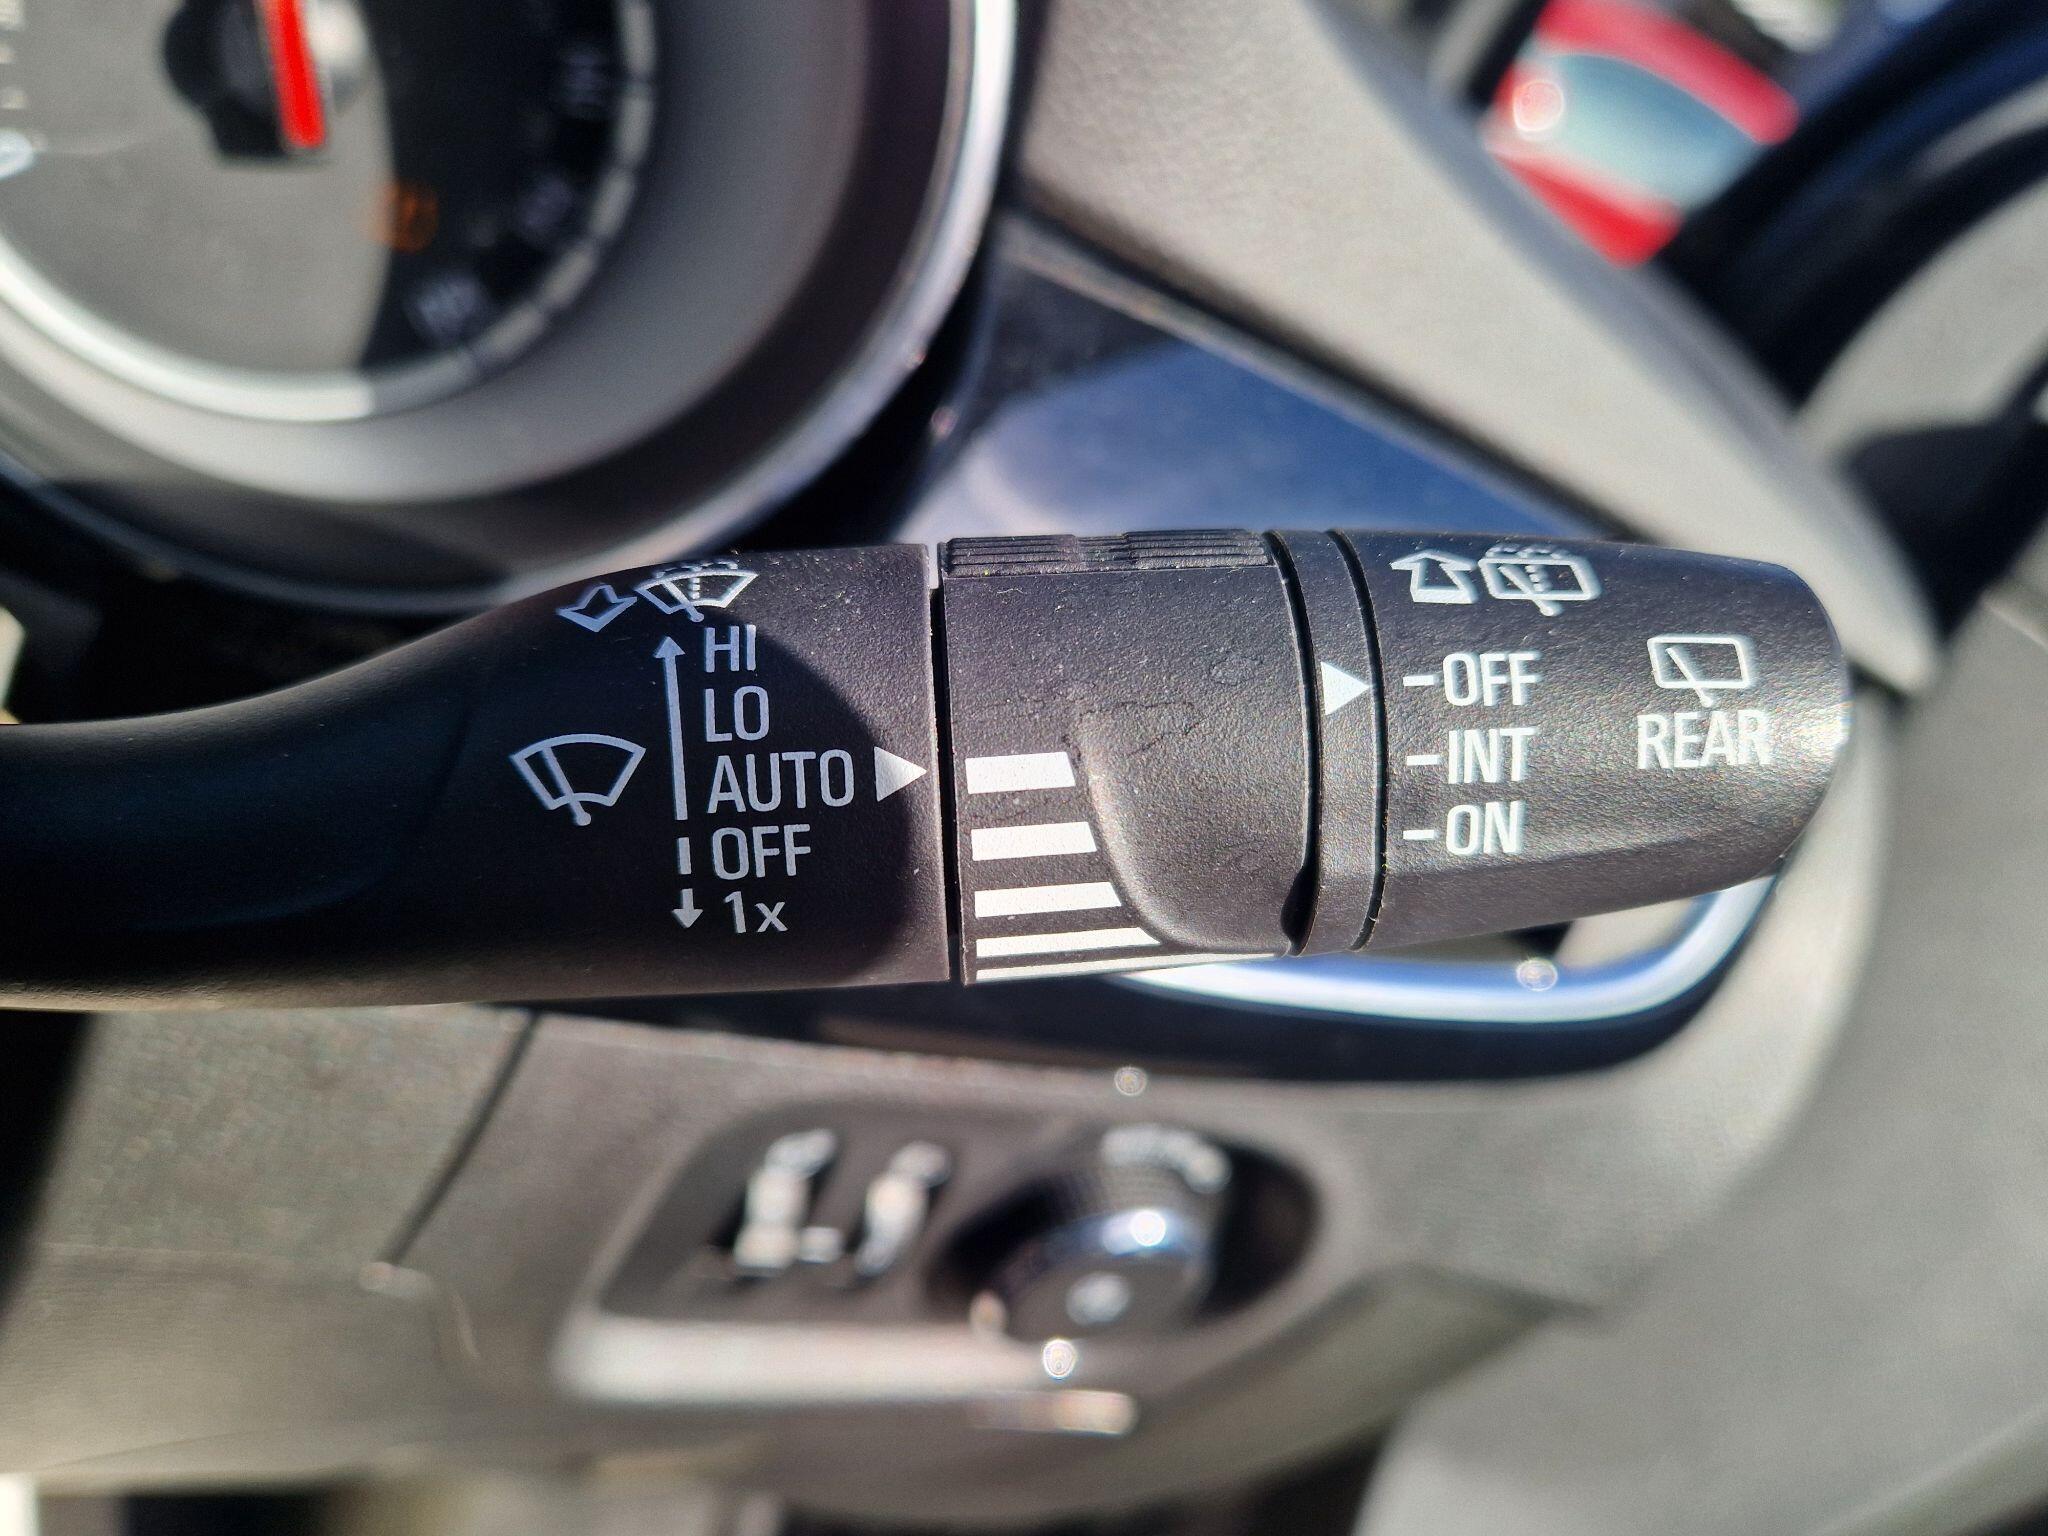 HI
LO
AUTO
OFF
1x
-OFF
-INT
-ON
REAR